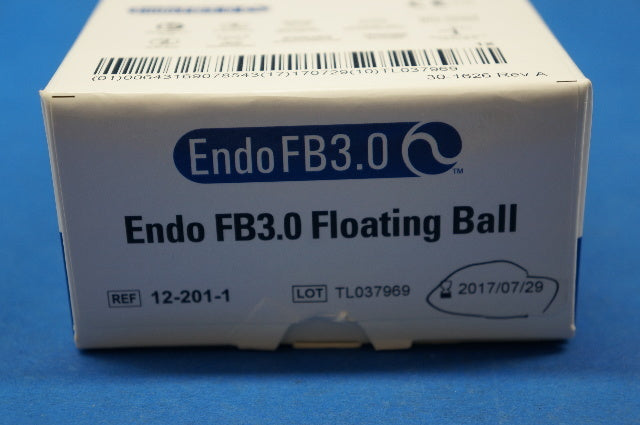 (01)00643169078543(17)170729(10)TL037969
30-1626 Rev A
EndoFB3.0 ™
Endo FB3.0 Floating Ball
REF 12-201-1 LOT TL037969 2017/07/29